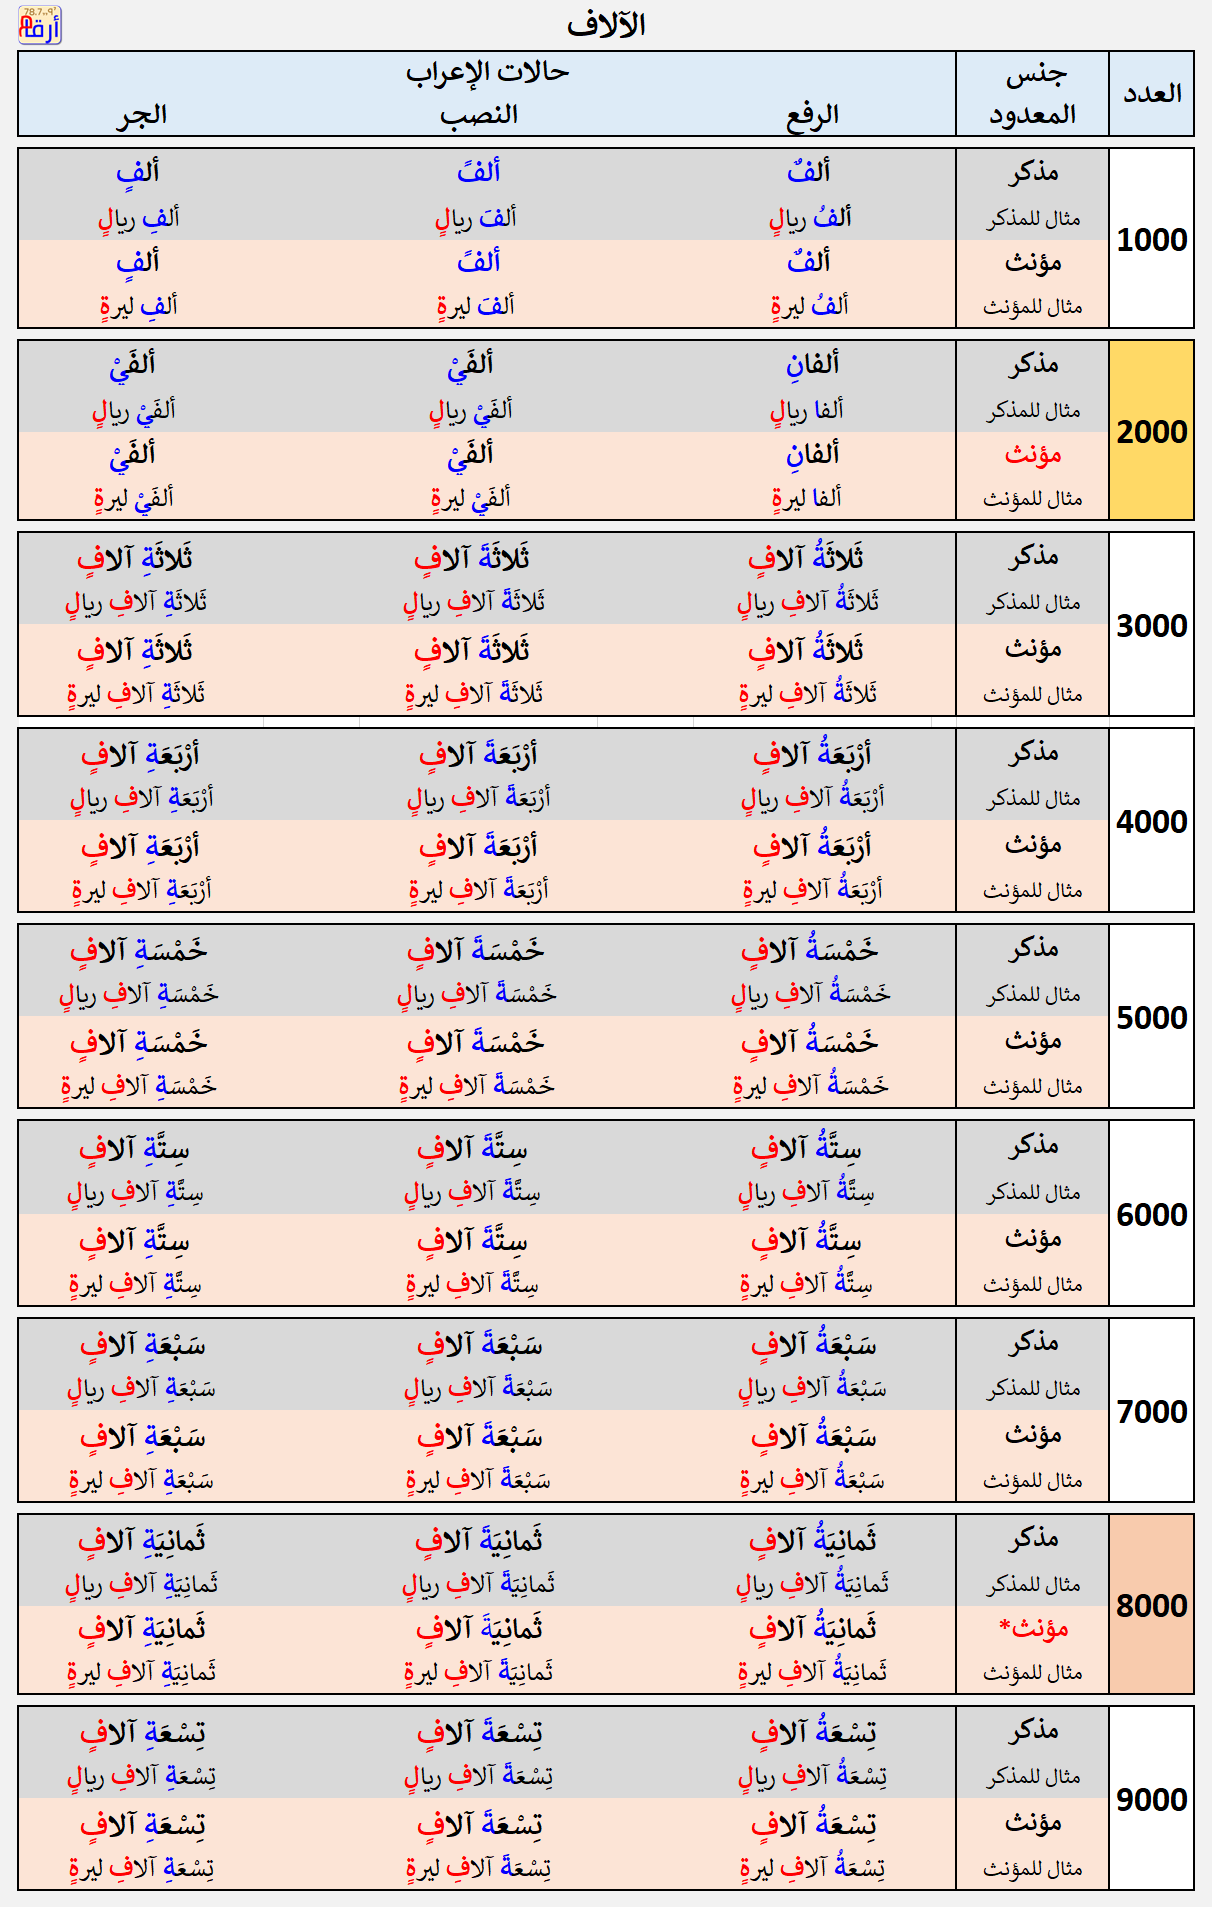 78.7,,٩٢
أرقام
الآلاف
العدد جنس المعدود حالات الإعراب
الرفع النصب الجر
1000
مذكر ألفٌ ألفًا ألفٍ
مثال للمذكر ألفُ ريالٍ ألفَ ريالٍ ألفِ ريالٍ
مؤنث ألفٌ ألفًا ألفٍ
مثال للمؤنث ألفُ ليرةٍ ألفَ ليرةٍ ألفِ ليرةٍ
2000
مذكر ألفانِ ألفَيْ ألفَيْ
مثال للمذكر ألفا ريالٍ ألفَيْ ريالٍ ألفَيْ ريالٍ
مؤنث ألفانِ ألفَيْ ألفَيْ
مثال للمؤنث ألفا ليرةٍ ألفَيْ ليرةٍ ألفَيْ ليرةٍ
3000
مذكر ثَلاثَةُ آلافٍ ثَلاثَةَ آلافٍ ثَلاثَةِ آلافٍ
مثال للمذكر ثَلاثَةُ آلافِ ريالٍ ثَلاثَةَ آلافِ ريالٍ ثَلاثَةِ آلافِ ريالٍ
مؤنث ثَلاثَةُ آلافٍ ثَلاثَةَ آلافٍ ثَلاثَةِ آلافٍ
مثال للمؤنث ثَلاثَةُ آلافِ ليرةٍ ثَلاثَةَ آلافِ ليرةٍ ثَلاثَةِ آلافِ ليرةٍ
4000
مذكر أرْبَعَةُ آلافٍ أرْبَعَةَ آلافٍ أرْبَعَةِ آلافٍ
مثال للمذكر أرْبَعَةُ آلافِ ريالٍ أرْبَعَةَ آلافِ ريالٍ أرْبَعَةِ آلافِ ريالٍ
مؤنث أرْبَعَةُ آلافٍ أرْبَعَةَ آلافٍ أرْبَعَةِ آلافٍ
مثال للمؤنث أرْبَعَةُ آلافِ ليرةٍ أرْبَعَةَ آلافِ ليرةٍ أرْبَعَةِ آلافِ ليرةٍ
5000
مذكر خَمْسَةُ آلافٍ خَمْسَةَ آلافٍ خَمْسَةِ آلافٍ
مثال للمذكر خَمْسَةُ آلافِ ريالٍ خَمْسَةَ آلافِ ريالٍ خَمْسَةِ آلافِ ريالٍ
مؤنث خَمْسَةُ آلافٍ خَمْسَةَ آلافٍ خَمْسَةِ آلافٍ
مثال للمؤنث خَمْسَةُ آلافِ ليرةٍ خَمْسَةَ آلافِ ليرةٍ خَمْسَةِ آلافِ ليرةٍ
6000
مذكر سِتَّةُ آلافٍ سِتَّةَ آلافٍ سِتَّةِ آلافٍ
مثال للمذكر سِتَّةُ آلافِ ريالٍ سِتَّةَ آلافِ ريالٍ سِتَّةِ آلافِ ريالٍ
مؤنث سِتَّةُ آلافٍ سِتَّةَ آلافٍ سِتَّةِ آلافٍ
مثال للمؤنث سِتَّةُ آلافِ ليرةٍ سِتَّةَ آلافِ ليرةٍ سِتَّةِ آلافِ ليرةٍ
7000
مذكر سَبْعَةُ آلافٍ سَبْعَةَ آلافٍ سَبْعَةِ آلافٍ
مثال للمذكر سَبْعَةُ آلافِ ريالٍ سَبْعَةَ آلافِ ريالٍ سَبْعَةِ آلافِ ريالٍ
مؤنث سَبْعَةُ آلافٍ سَبْعَةَ آلافٍ سَبْعَةِ آلافٍ
مثال للمؤنث سَبْعَةُ آلافِ ليرةٍ سَبْعَةَ آلافِ ليرةٍ سَبْعَةِ آلافِ ليرةٍ
8000
مذكر ثَمانِيَةُ آلافٍ ثَمانِيَةَ آلافٍ ثَمانِيَةِ آلافٍ
مثال للمذكر ثَمانِيَةُ آلافِ ريالٍ ثَمانِيَةَ آلافِ ريالٍ ثَمانِيَةِ آلافِ ريالٍ
مؤنث* ثَمانِيَةُ آلافٍ ثَمانِيَةَ آلافٍ ثَمانِيَةِ آلافٍ
مثال للمؤنث ثَمانِيَةُ آلافِ ليرةٍ ثَمانِيَةَ آلافِ ليرةٍ ثَمانِيَةِ آلافِ ليرةٍ
9000
مذكر تِسْعَةُ آلافٍ تِسْعَةَ آلافٍ تِسْعَةِ آلافٍ
مثال للمذكر تِسْعَةُ آلافِ ريالٍ تِسْعَةَ آلافِ ريالٍ تِسْعَةِ آلافِ ريالٍ
مؤنث تِسْعَةُ آلافٍ تِسْعَةَ آلافٍ تِسْعَةِ آلافٍ
مثال للمؤنث تِسْعَةُ آلافِ ليرةٍ تِسْعَةَ آلافِ ليرةٍ تِسْعَةِ آلافِ ليرةٍ